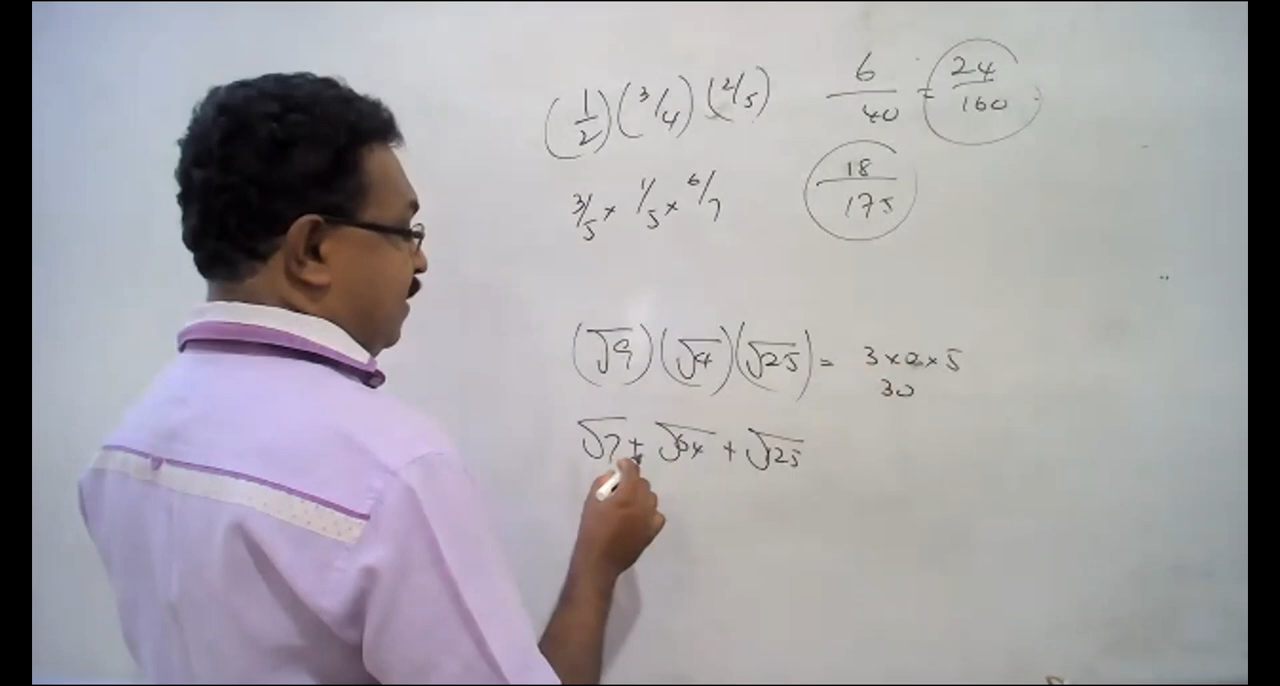 (1/2)(3/4)(2/5) 6/40 = 24/160
3/5 × 1/5 × 6/7 18/175
(√9)(√4)(√25) = 3×2×5
30
√7 + √64 + √25